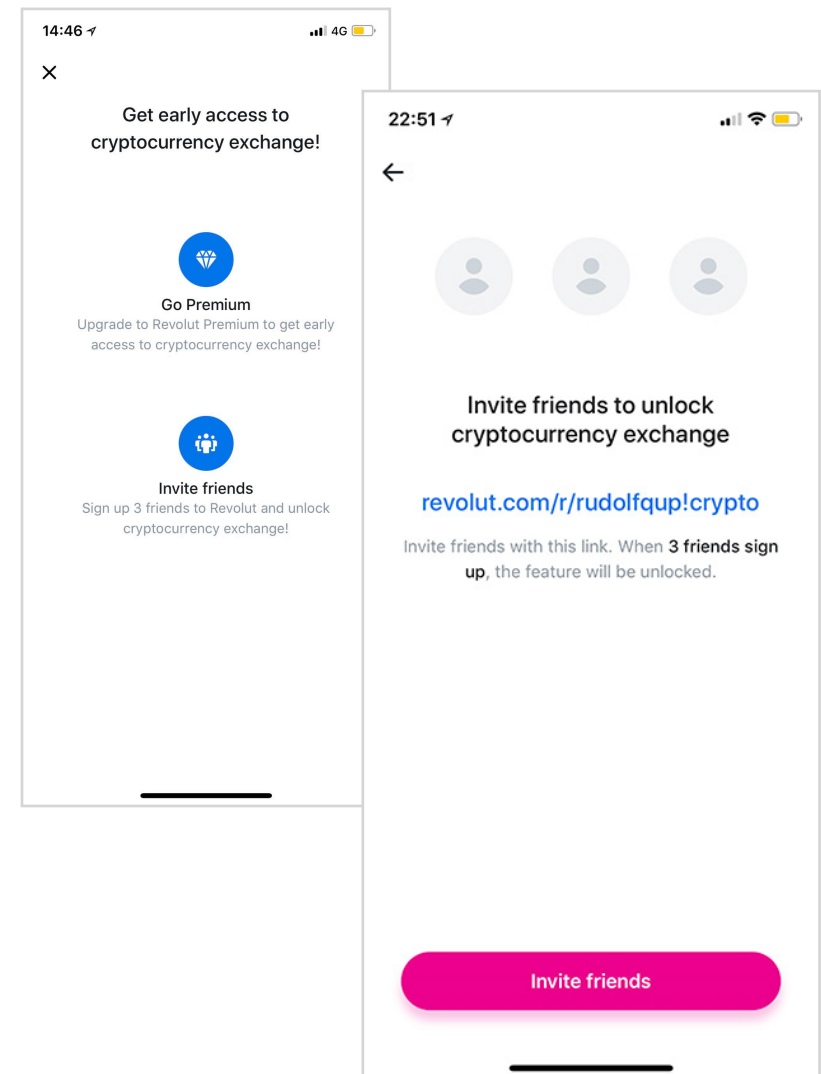 14:46
4G
Get early access to
cryptocurrency exchange!
Go Premium
Upgrade to Revolut Premium to get early
access to cryptocurrency exchange!
Invite friends
Sign up 3 friends to Revolut and unlock
cryptocurrency exchange!
22:51
Invite friends to unlock
cryptocurrency exchange
revolut.com/r/rudolfqup!crypto
Invite friends with this link. When 3 friends sign
up, the feature will be unlocked.
Invite friends